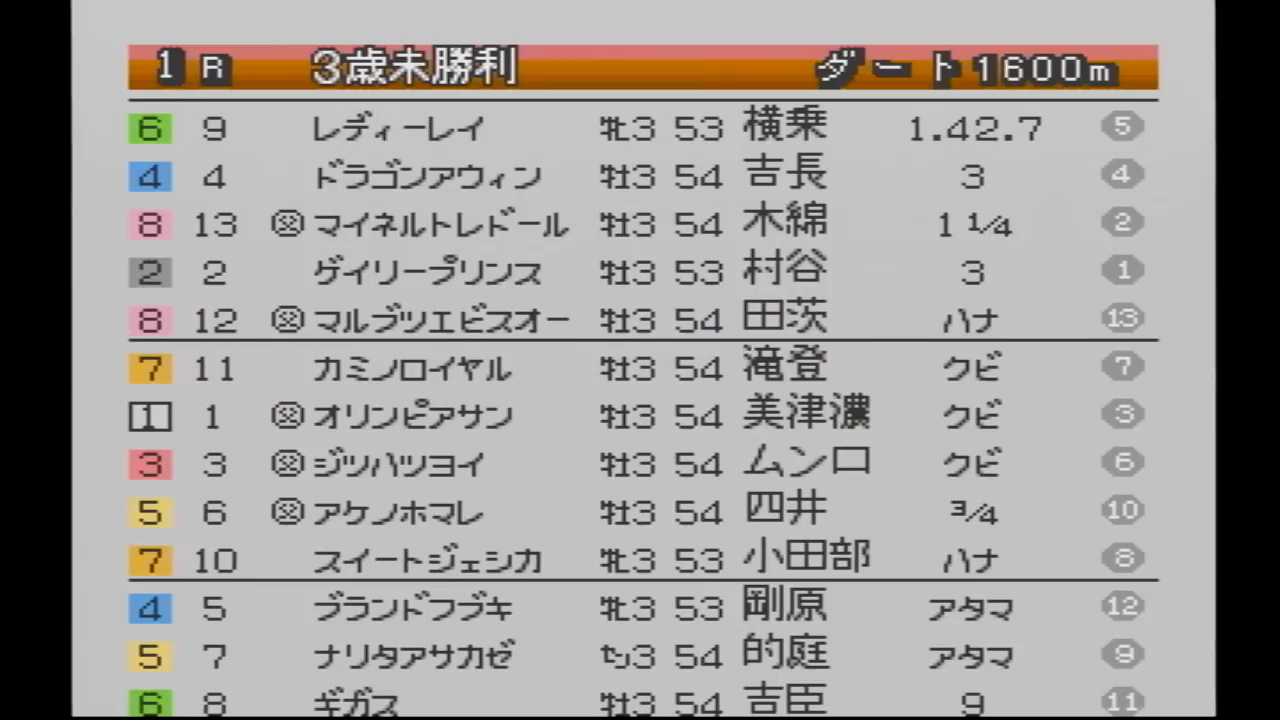 1 R 3歳未勝利 ダート1600m
6 9 レディーレイ 牝3 53 横乗 1.42.7 5
4 4 ドラゴンアウィン 牡3 54 吉長 3 4
8 13 父 マイネルトレドール 牡3 54 木綿 1 1/4 2
2 2 ゲイリープリンス 牡3 53 村谷 3 1
8 12 父 マルブツエビスオー 牡3 54 田茨 ハナ 13
7 11 カミノロイヤル 牡3 54 滝登 クビ 7
1 1 父 オリンピアサン 牡3 54 美津濃 クビ 3
3 3 父 ジツハツヨイ 牡3 54 ムンロ クビ 6
5 6 父 アケノホマレ 牡3 54 四井 3/4 10
7 10 スイートジェシカ 牝3 53 小田部 ハナ 8
4 5 ブランドフブキ 牝3 53 剛原 アタマ 12
5 7 ナリタアサカゼ セン3 54 的庭 アタマ 9
6 8 ギガス 牡3 54 吉臣 9 11